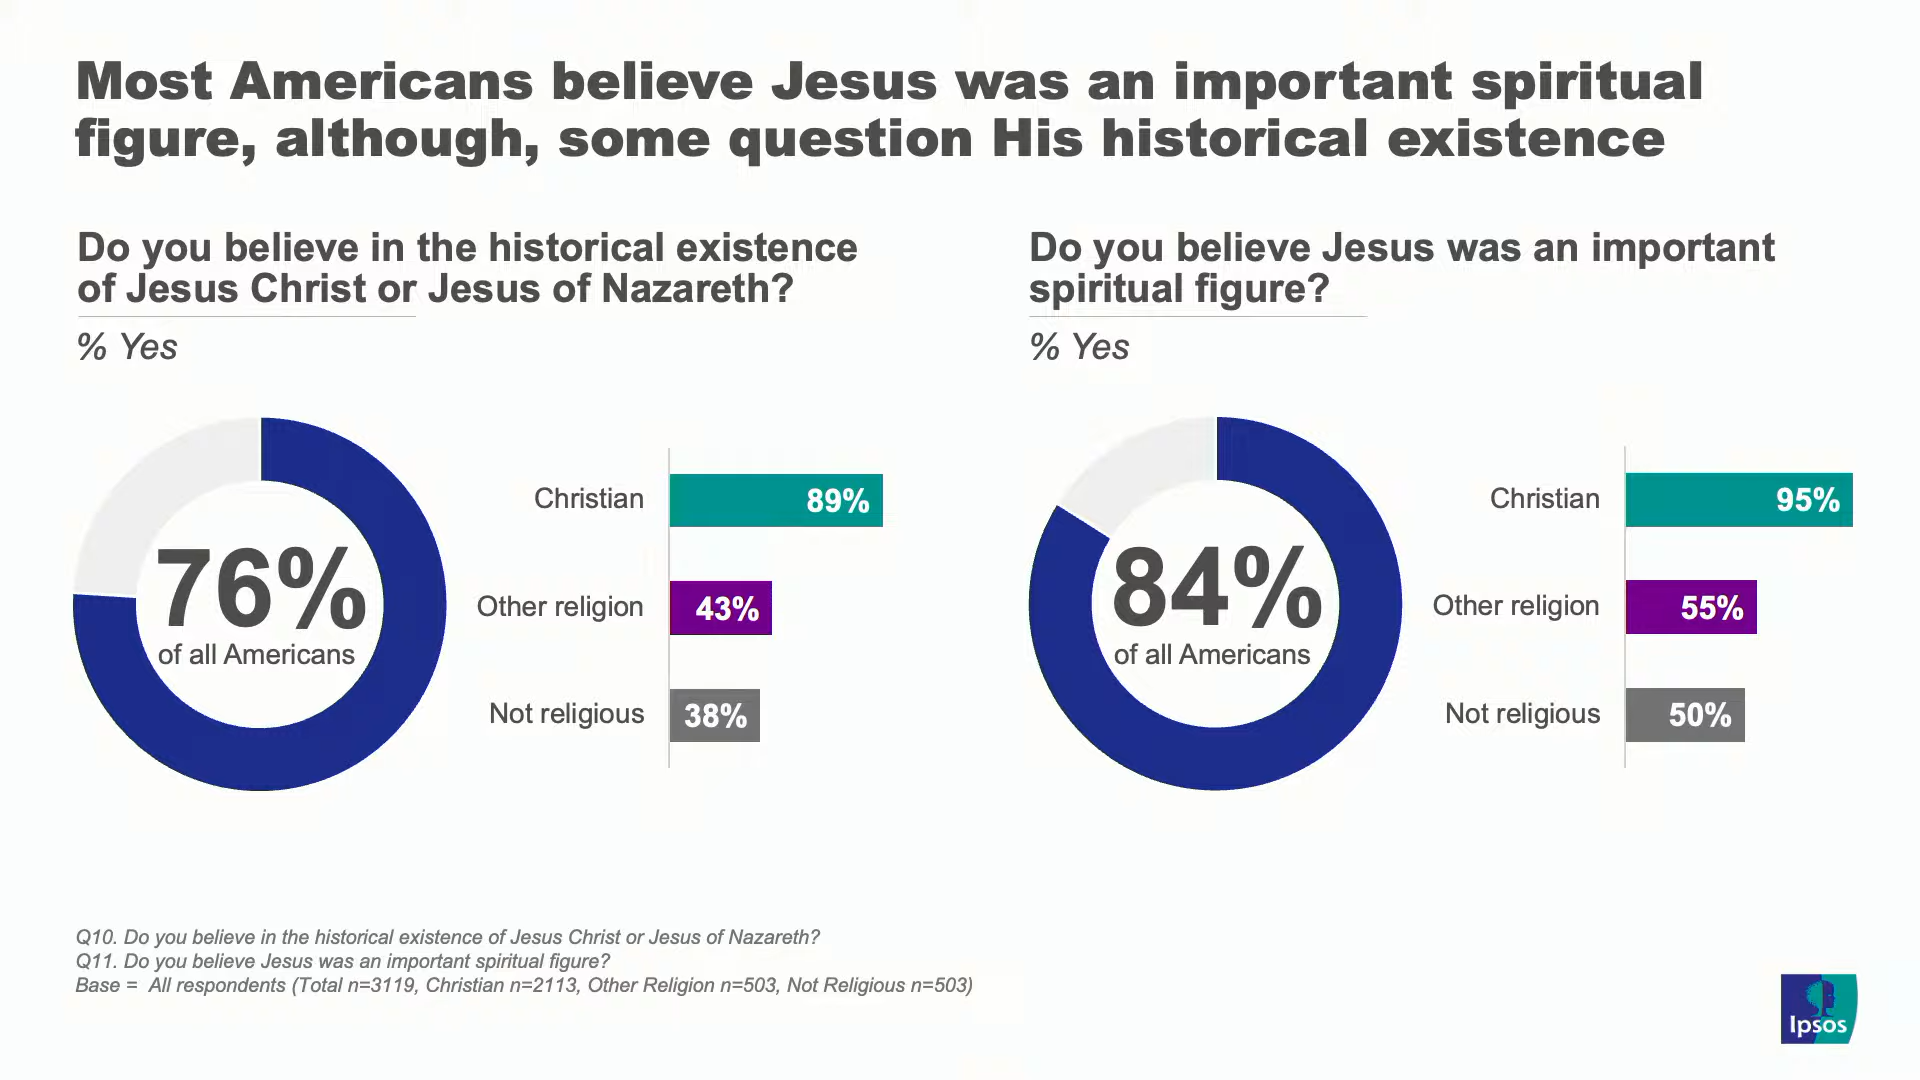 Most Americans believe Jesus was an important spiritual
figure, although, some question His historical existence
Do you believe in the historical existence
of Jesus Christ or Jesus of Nazareth?
% Yes
76%
of all Americans
Christian 89%
Other religion 43%
Not religious 38%
Do you believe Jesus was an important
spiritual figure?
% Yes
84%
of all Americans
Christian 95%
Other religion 55%
Not religious 50%
Q10. Do you believe in the historical existence of Jesus Christ or Jesus of Nazareth?
Q11. Do you believe Jesus was an important spiritual figure?
Base = All respondents (Total n=3119, Christian n=2113, Other Religion n=503, Not Religious n=503)
Ipsos